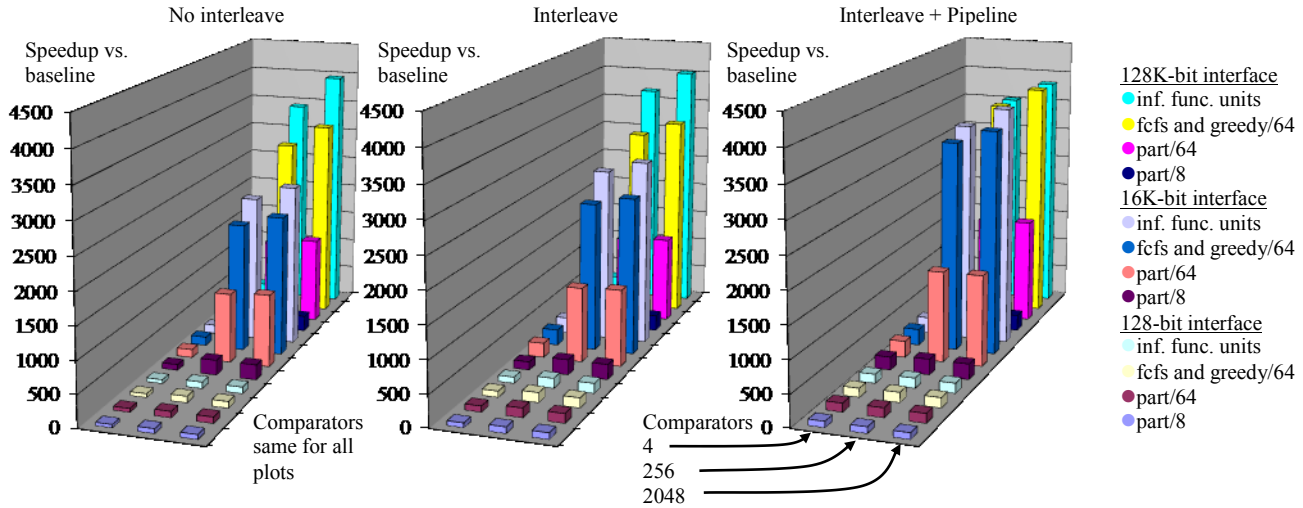 No interleave
Interleave
Interleave + Pipeline
Speedup vs.
baseline
4500
4000
3500
3000
2500
2000
1500
1000
500
0
Comparators
same for all
plots
Speedup vs.
baseline
4500
4000
3500
3000
2500
2000
1500
1000
500
0
Comparators
4
256
2048
Speedup vs.
baseline
4500
4000
3500
3000
2500
2000
1500
1000
500
0
128K-bit interface
inf. func. units
fcfs and greedy/64
part/64
part/8
16K-bit interface
inf. func. units
fcfs and greedy/64
part/64
part/8
128-bit interface
inf. func. units
fcfs and greedy/64
part/64
part/8